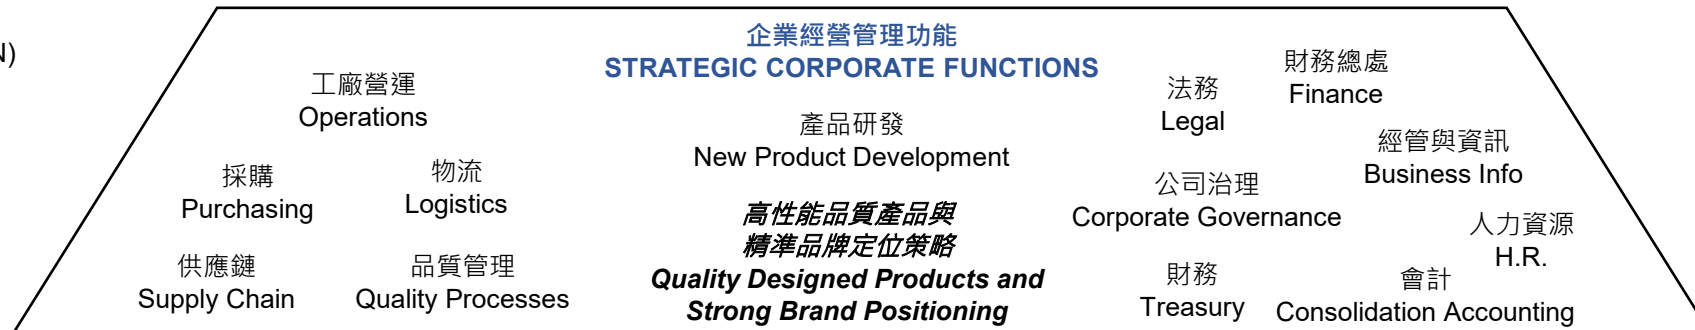 企業經營管理功能
STRATEGIC CORPORATE FUNCTIONS
工廠營運
Operations
採購
Purchasing
物流
Logistics
供應鏈
Supply Chain
品質管理
Quality Processes
產品研發
New Product Development
高性能品質產品與
精準品牌定位策略
Quality Designed Products and
Strong Brand Positioning
法務
Legal
財務總處
Finance
經管與資訊
Business Info
公司治理
Corporate Governance
人力資源
H.R.
財務
Treasury
會計
Consolidation Accounting